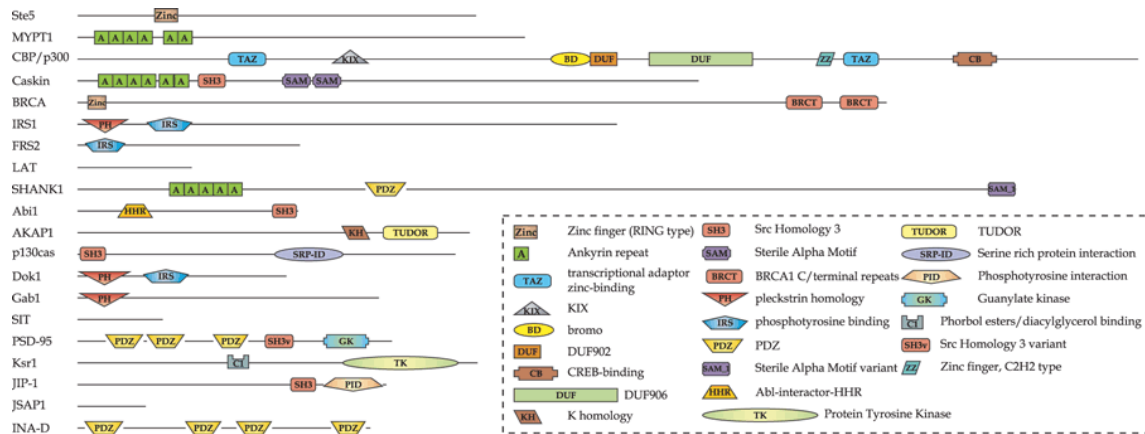 Ste5 Zinc
MYPT1 A A A A A A
CBP/p300 TAZ KIX BD DUF DUF ZZ TAZ CB
Caskin A A A A A A SH3 SAM SAM
BRCA Zinc BRCT BRCT
IRS1 PH IRS
FRS2 IRS
LAT
SHANK1 A A A A A PDZ SAM_1
Abi1 HHR SH3
AKAP1 KH TUDOR
p130cas SH3 SRP-ID
Dok1 PH IRS
Gab1 PH
SIT
PSD-95 PDZ PDZ PDZ SH3v GK
Ksr1 C1 TK
JIP-1 SH3 PID
JSAP1
INA-D PDZ PDZ PDZ PDZ
Zinc Zinc finger (RING type)
A Ankyrin repeat
TAZ transcriptional adaptor
zinc-binding
KIX KIX
BD bromo
DUF DUF902
CB CREB-binding
DUF DUF906
KH K homology
SH3 Src Homology 3
SAM Sterile Alpha Motif
BRCT BRCA1 C/terminal repeats
PH pleckstrin homology
IRS phosphotyrosine binding
PDZ PDZ
SAM_1 Sterile Alpha Motif variant
HHR Abl-interactor-HHR
TK Protein Tyrosine Kinase
TUDOR TUDOR
SRP-ID Serine rich protein interaction
PID Phosphotyrosine interaction
GK Guanylate kinase
C1 Phorbol esters/diacylglycerol binding
SH3v Src Homology 3 variant
ZZ Zinc finger, C2H2 type